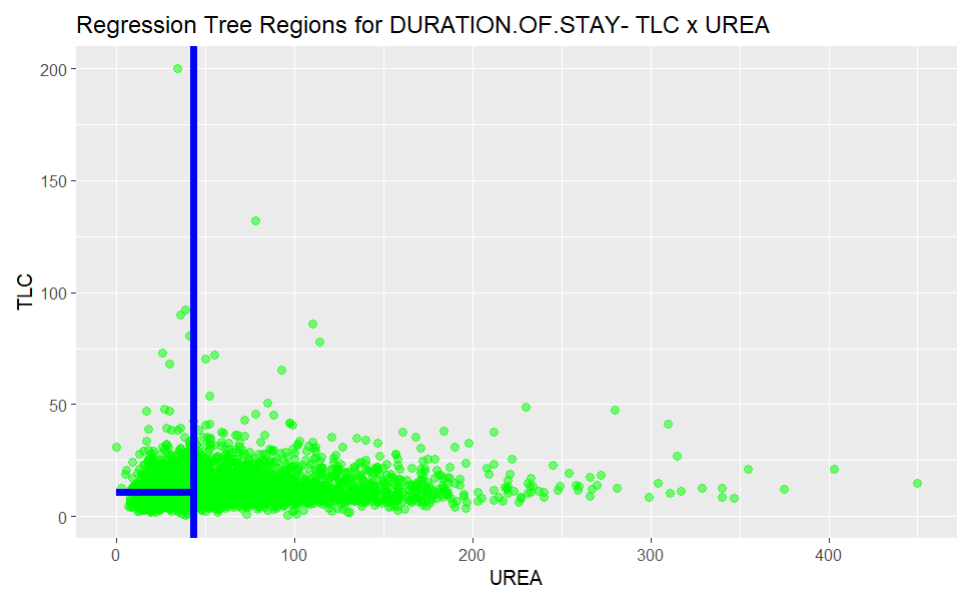 Regression Tree Regions for DURATION.OF.STAY- TLC x UREA
200
150
100
50
0
TLC
0 100 200 300 400
UREA